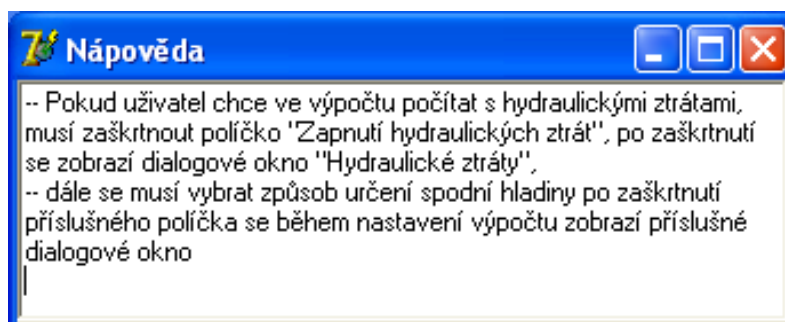 Nápověda
-- Pokud uživatel chce ve výpočtu počítat s hydraulickými ztrátami,
musí zaškrtnout políčko "Zapnutí hydraulických ztrát", po zaškrtnutí
se zobrazí dialogové okno "Hydraulické ztráty",
-- dále se musí vybrat způsob určení spodní hladiny po zaškrtnutí
příslušného políčka se během nastavení výpočtu zobrazí příslušné
dialogové okno